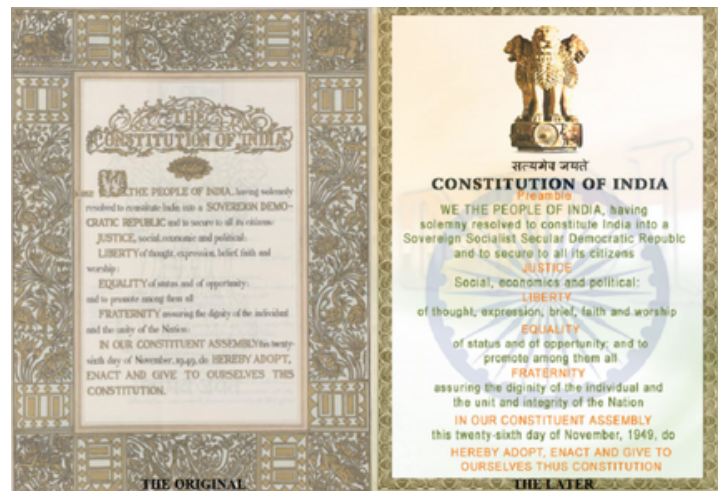 THE
CONSTITUTION OF INDIA
WE, THE PEOPLE OF INDIA, having solemnly
resolved to constitute India into a SOVEREIGN DEMO-
CRATIC REPUBLIC and to secure to all its citizens:
JUSTICE, social, economic and political;
LIBERTY of thought, expression, belief, faith and
worship;
EQUALITY of status and of opportunity;
and to promote among them all
FRATERNITY assuring the dignity of the individual
and the unity of the Nation;
IN OUR CONSTITUENT ASSEMBLY this twenty-
sixth day of November, 1949, do HEREBY ADOPT,
ENACT AND GIVE TO OURSELVES THIS
CONSTITUTION.
THE ORIGINAL
सत्यमेव जयते
CONSTITUTION OF INDIA
Preamble
WE THE PEOPLE OF INDIA, having
solemny resolved to constitute India into a
Sovereign Socialist Secular Democratic Republc
and to secure to all its citizens
JUSTICE
Social, economics and political:
LIBERTY
of thought, expression, brief, faith and worship
EQUALITY
of status and of opportunity; and to
promote among them all
FRATERNITY
assuring the diginity of the individual and
the unit and integrity of the Nation
IN OUR CONSTITUENT ASSEMBLY
this twenty-sixth day of November, 1949, do
HEREBY ADOPT, ENACT AND GIVE TO
OURSELVES THUS CONSTITUTION
THE LATER